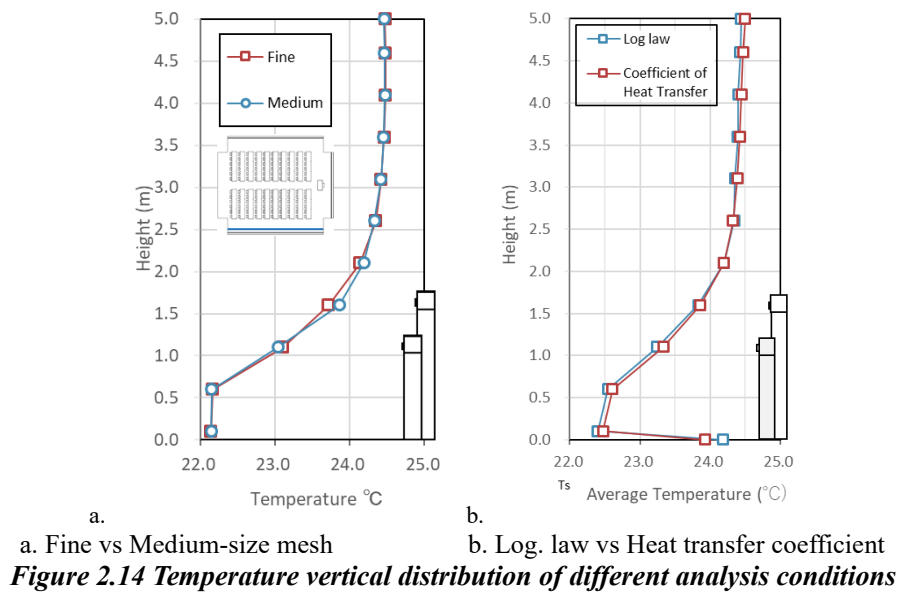 5.0
4.5
4.0
3.5
3.0
2.5
2.0
1.5
1.0
0.5
0.0
Height (m)
Fine
Medium
22.0 23.0 24.0 25.0
Temperature ℃
a.
5.0
4.5
4.0
3.5
3.0
2.5
2.0
1.5
1.0
0.5
0.0
Height (m)
Log law
Coefficient of
Heat Transfer
22.0 23.0 24.0 25.0
Ts Average Temperature (℃)
b.
a. Fine vs Medium-size mesh b. Log. law vs Heat transfer coefficient
Figure 2.14 Temperature vertical distribution of different analysis conditions